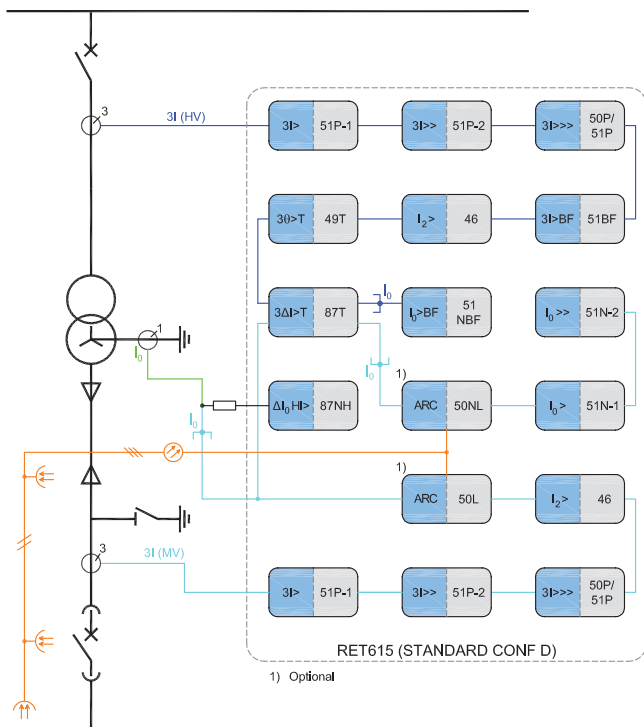 3
3I (HV)
3I> 51P-1
3I>> 51P-2
3I>>> 50P/
51P
3θ>T 49T
I2> 46
3I>BF 51BF
I0
3ΔI>T 87T
I0>BF 51
NBF
I0>> 51N-2
1
I0
I0
1)
ΔI0 HI> 87NH
ARC 50NL
I0> 51N-1
I0
1)
ARC 50L
I2> 46
3
3I (MV)
3I> 51P-1
3I>> 51P-2
3I>>> 50P/
51P
RET615 (STANDARD CONF D)
1) Optional